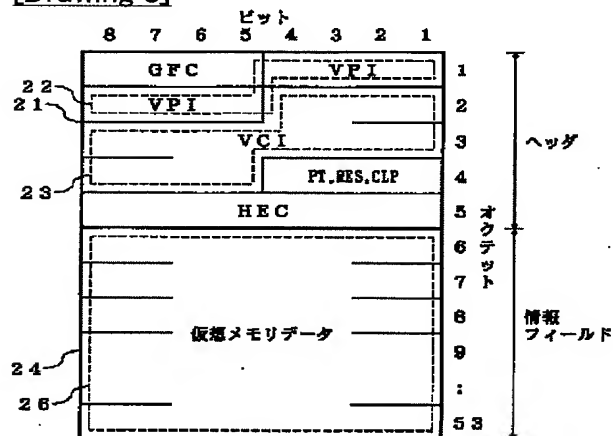 [Drawing 3]
ビット
8 7 6 5 4 3 2 1
GFC
VPI
1
22
VPI
2
21
VCI
3
ヘッダ
23
PT.RES.CLP
4
HEC
5
オクテット
6
7
8
仮想メモリデータ
情報
フィールド
24
9
26
:
53